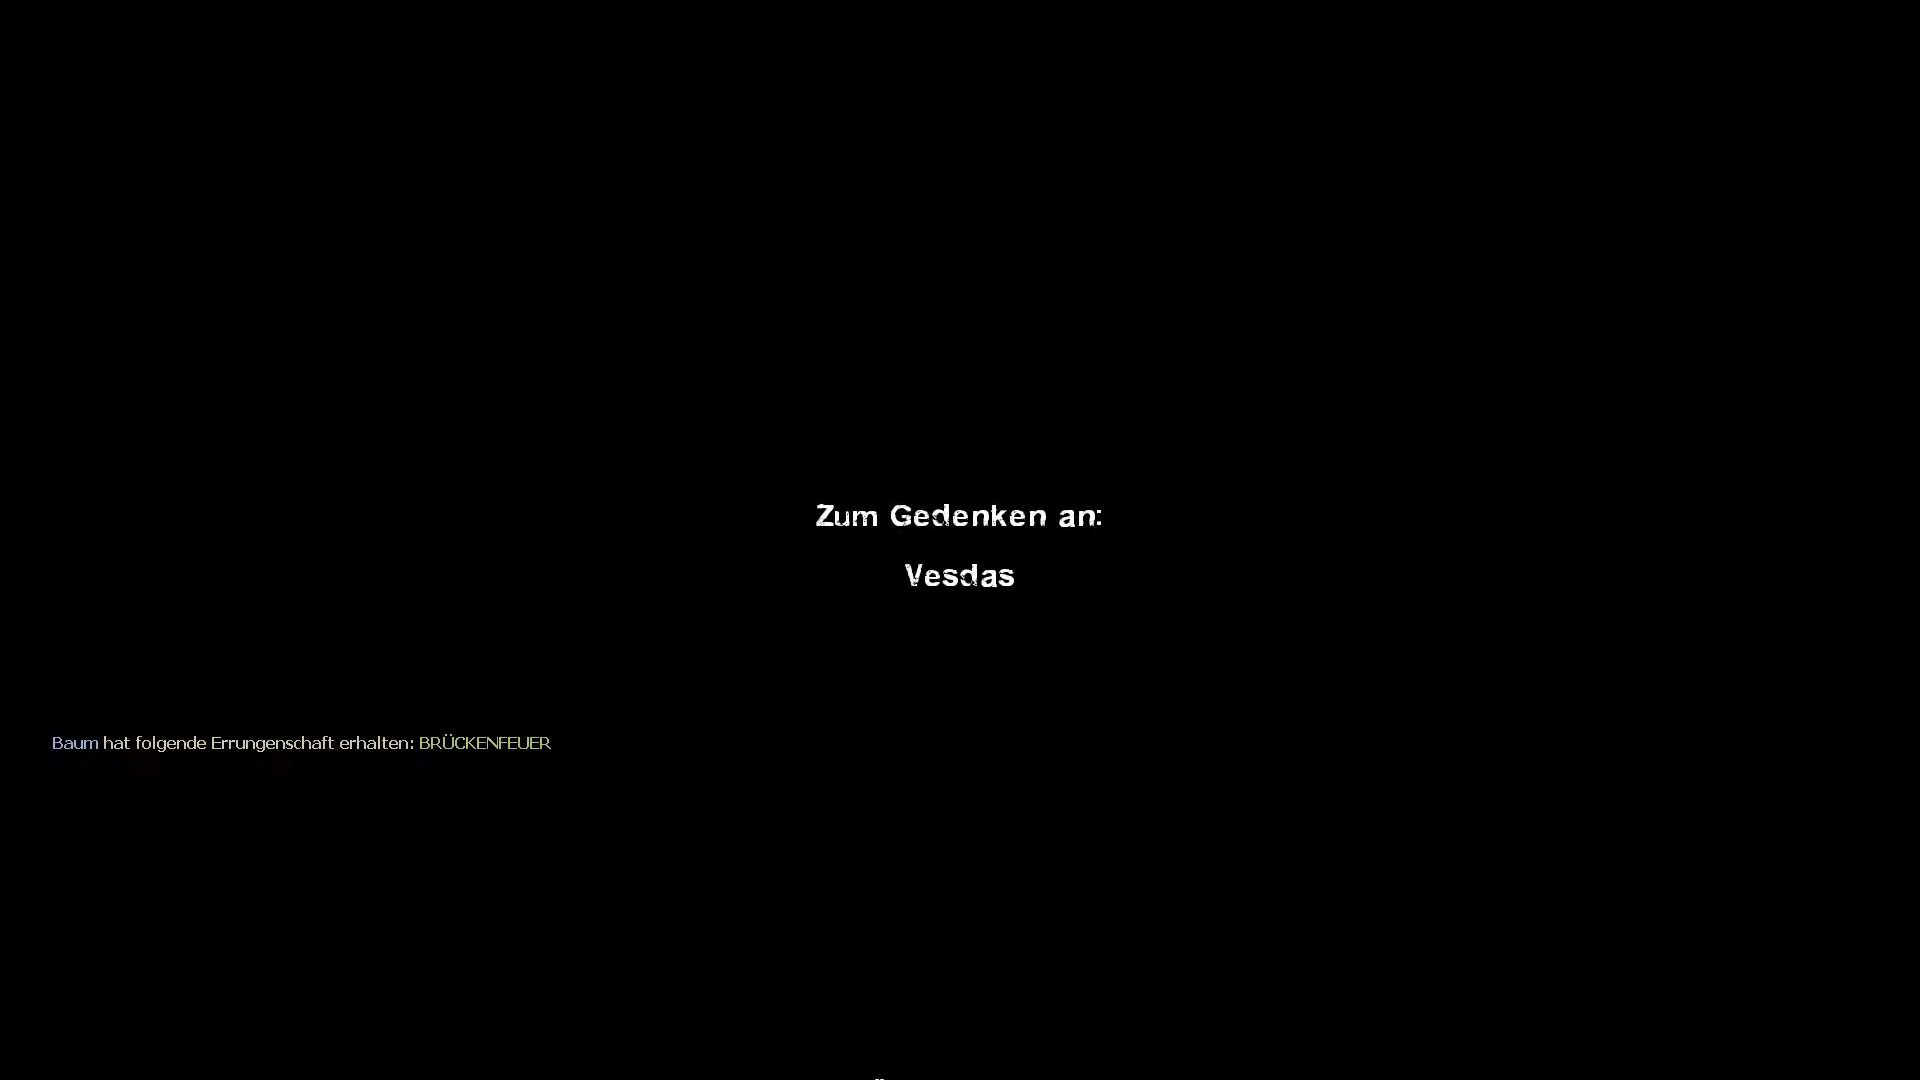 Zum Gedenken an:
Vesdas
Baum hat folgende Errungenschaft erhalten: BRÜCKENFEUER